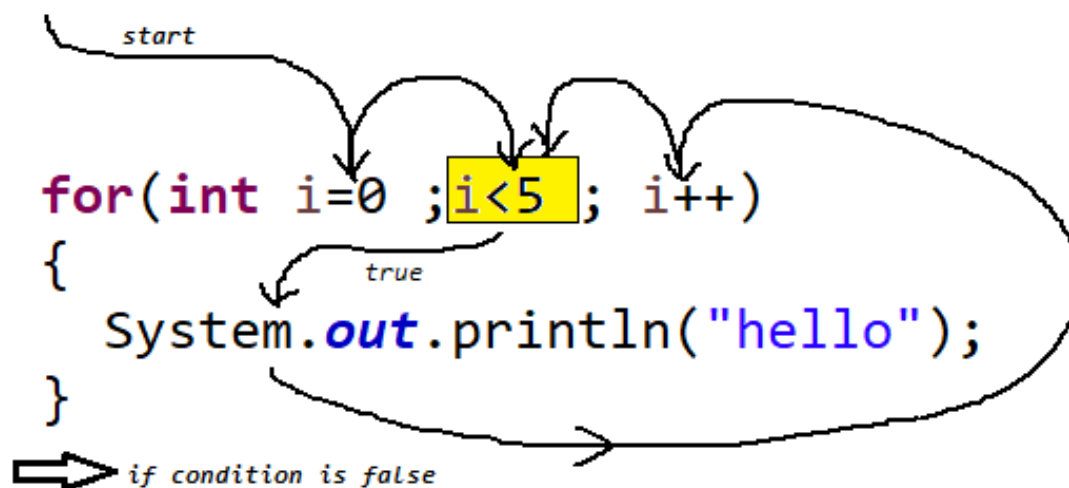 start
for(int i=0 ;i<5 ; i++)
{
true
System.out.println("hello");
}
if condition is false